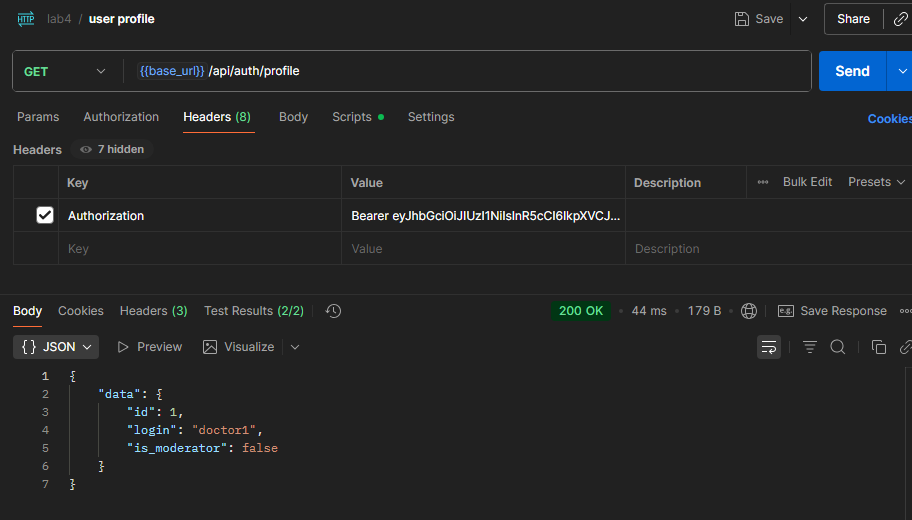 HTTP lab4 / user profile Save Share
GET {{base_url}} /api/auth/profile Send
Params Authorization Headers (8) Body Scripts Settings Cookies
Headers 7 hidden
Key Value Description Bulk Edit Presets
Authorization Bearer eyJhbGciOiJIUzI1NiIsInR5cCI6IkpXVCJ...
Key Value Description
Body Cookies Headers (3) Test Results (2/2) 200 OK • 44 ms • 179 B • e.g. Save Response
{} JSON Preview Visualize
1 {
2 "data": {
3 "id": 1,
4 "login": "doctor1",
5 "is_moderator": false
6 }
7 }